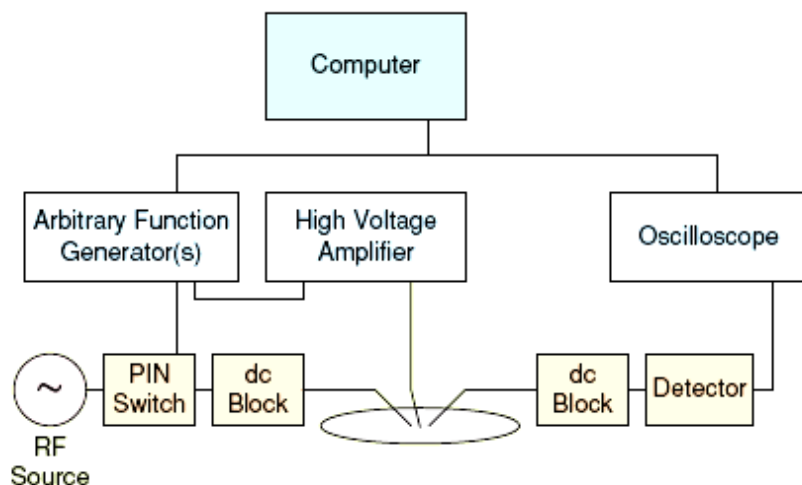 Computer
Arbitrary Function
Generator(s)
High Voltage
Amplifier
Oscilloscope
~
RF
Source
PIN
Switch
dc
Block
dc
Block
Detector